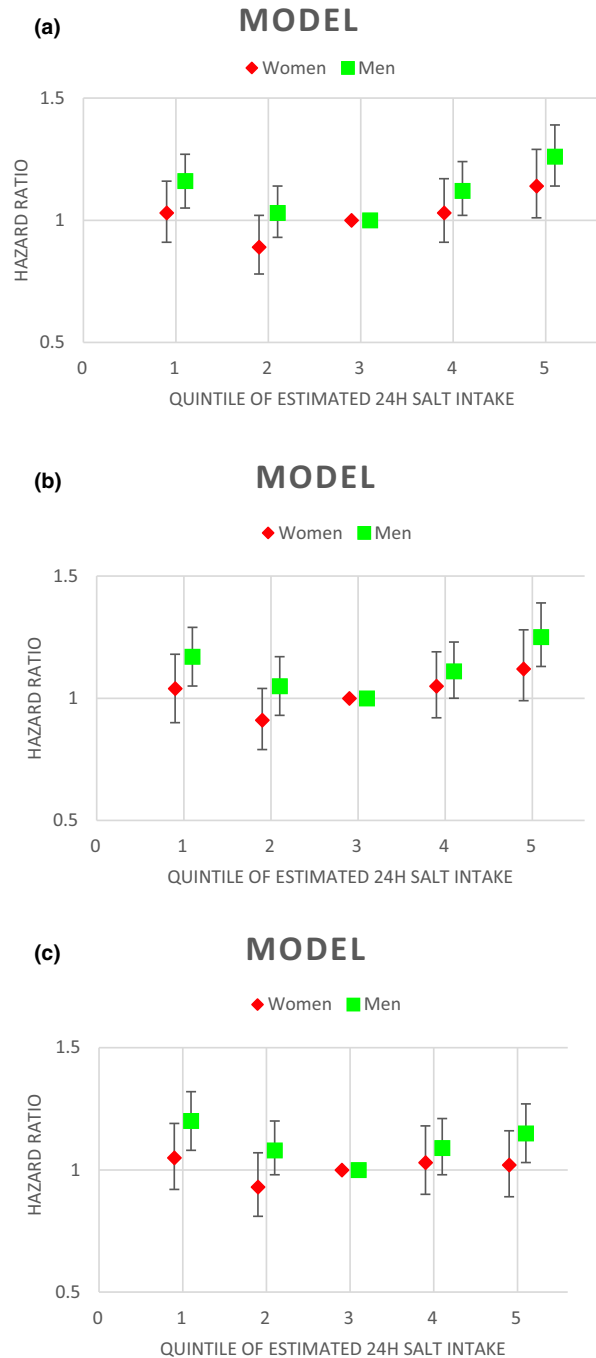 (a)
MODEL
Women Men
1.5
1
0.5
HAZARD RATIO
0 1 2 3 4 5
QUINTILE OF ESTIMATED 24H SALT INTAKE
(b)
MODEL
Women Men
1.5
1
0.5
HAZARD RATIO
0 1 2 3 4 5
QUINTILE OF ESTIMATED 24H SALT INTAKE
(c)
MODEL
Women Men
1.5
1
0.5
HAZARD RATIO
0 1 2 3 4 5
QUINTILE OF ESTIMATED 24H SALT INTAKE